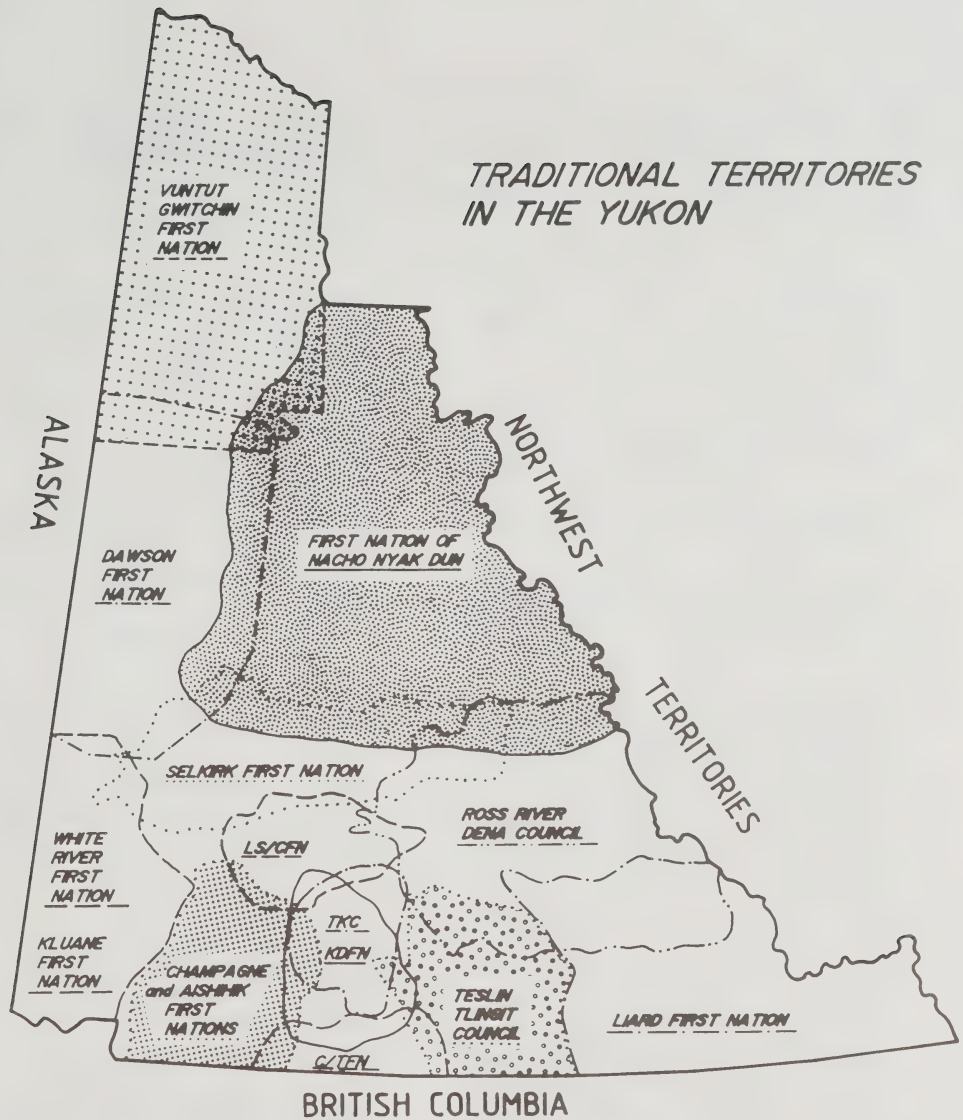 TRADITIONAL TERRITORIES
IN THE YUKON
VUNTUT
GWITCHIN
FIRST
NATION
ALASKA
NORTHWEST
TERRITORIES
DAWSON
FIRST
NATION
FIRST NATION OF
NACHO NYAK DUN
SELKIRK FIRST NATION
ROSS RIVER
DENA COUNCIL
WHITE
RIVER
FIRST
NATION
LS/CFN
KLUANE
FIRST
NATION
TKC
KDFN
CHAMPAGNE
and AISHIHIK
FIRST
NATIONS
TESLIN
TLINGIT
COUNCIL
LIARD FIRST NATION
C/TFN
BRITISH COLUMBIA